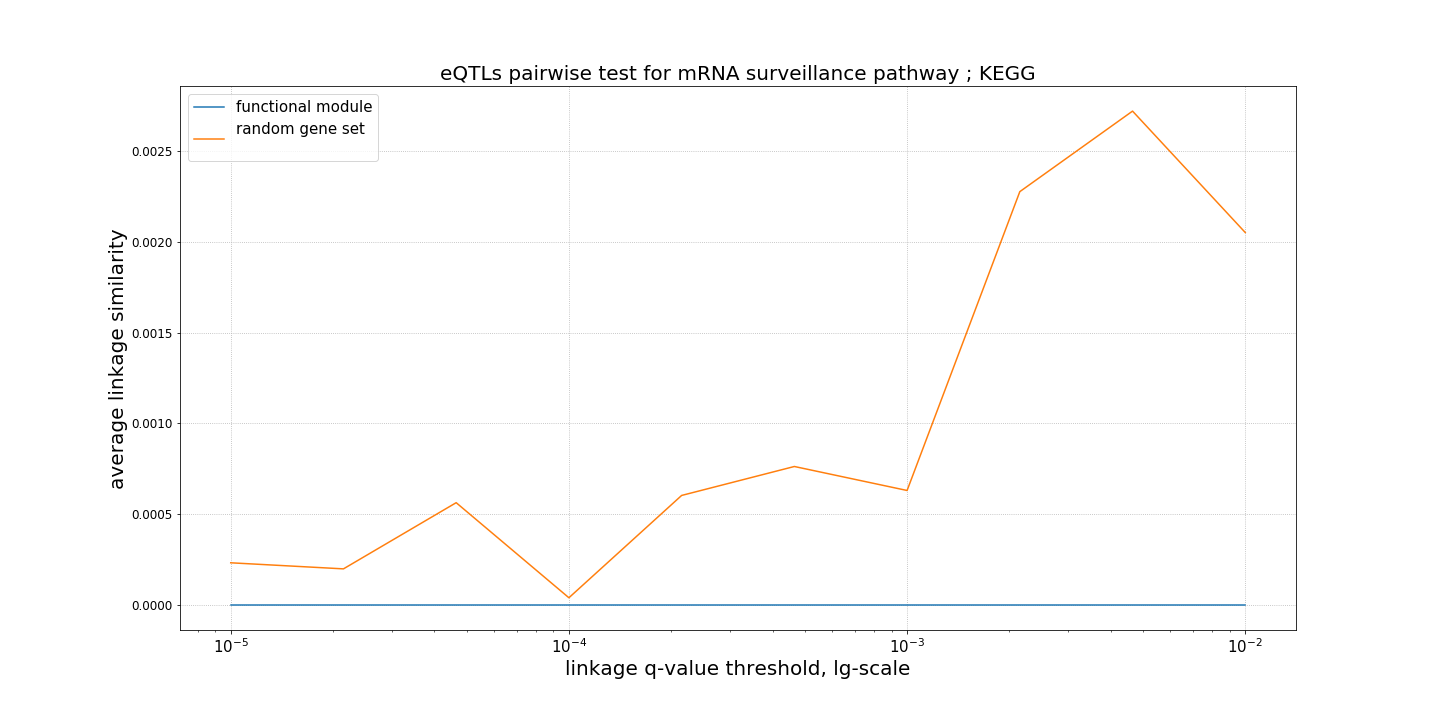 eQTLs pairwise test for mRNA surveillance pathway ; KEGG
functional module
random gene set
average linkage similarity
0.0025
0.0020
0.0015
0.0010
0.0005
0.0000
10⁻⁵ 10⁻⁴ 10⁻³ 10⁻²
linkage q-value threshold, lg-scale